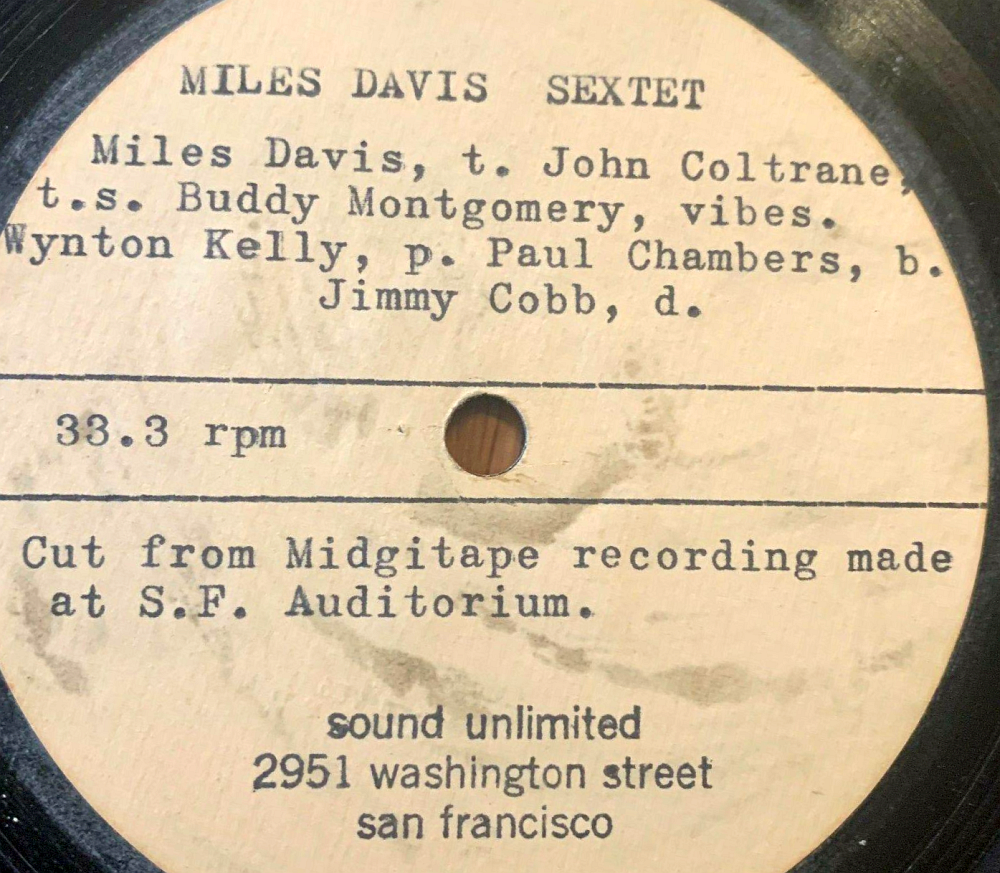 MILES DAVIS SEXTET
Miles Davis, t. John Coltrane,
t.s. Buddy Montgomery, vibes.
Wynton Kelly, p. Paul Chambers, b.
Jimmy Cobb, d.
33.3 rpm
Cut from Midgitape recording made
at S.F. Auditorium.
sound unlimited
2951 washington street
san francisco